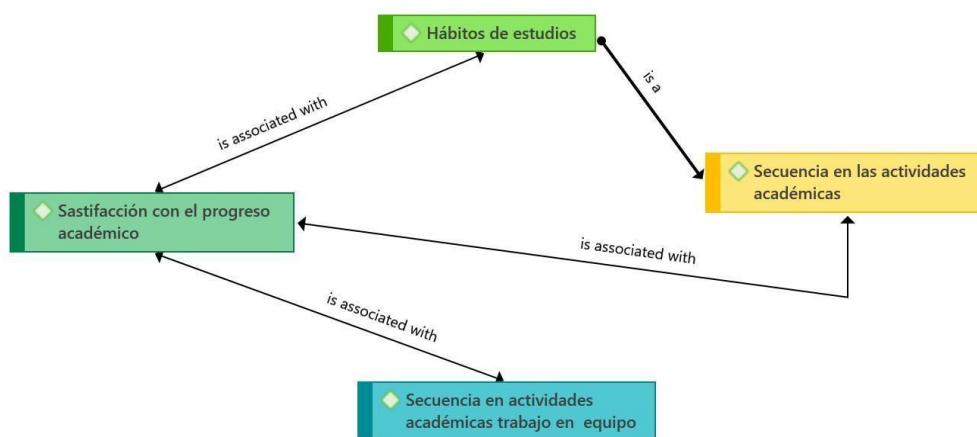 Hábitos de estudios
is a
is associated with
Secuencia en las actividades
académicas
Sastifacción con el progreso
académico
is associated with
is associated with
Secuencia en actividades
académicas trabajo en equipo